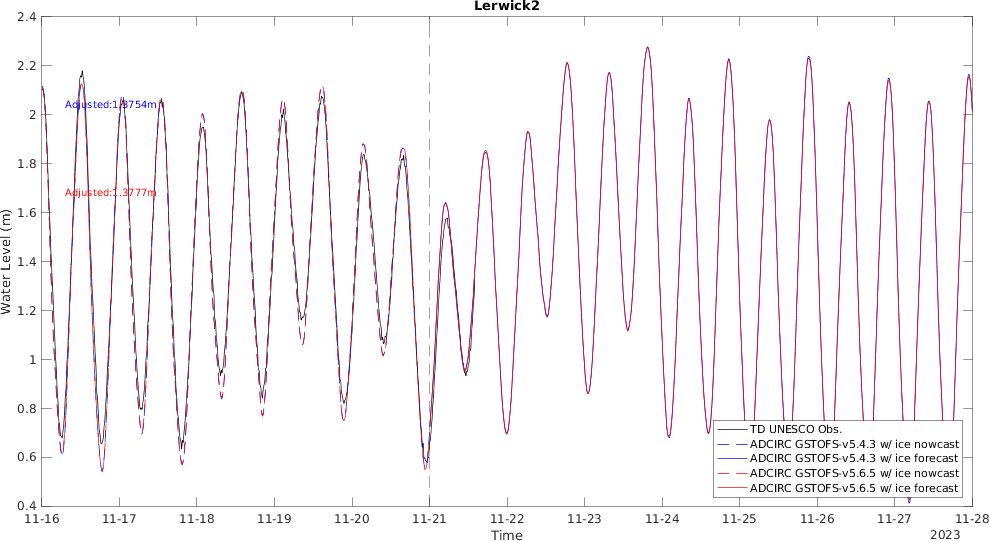 Lerwick2
2.4
2.2
2
1.8
1.6
1.4
1.2
1
0.8
0.6
0.4
Water Level (m)
Adjusted:1.3754m
Adjusted:1.3777m
TD UNESCO Obs.
ADCIRC GSTOFS-v5.4.3 w/ ice nowcast
ADCIRC GSTOFS-v5.4.3 w/ ice forecast
ADCIRC GSTOFS-v5.6.5 w/ ice nowcast
ADCIRC GSTOFS-v5.6.5 w/ ice forecast
11-16 11-17 11-18 11-19 11-20 11-21 11-22 11-23 11-24 11-25 11-26 11-27 11-28
Time
2023